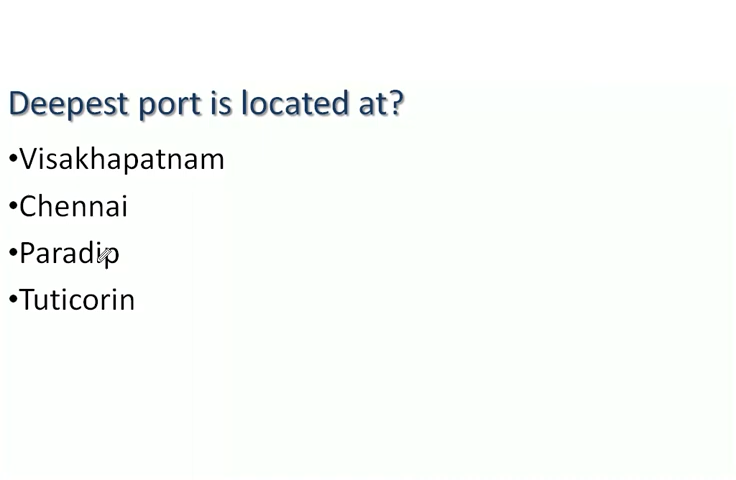 Deepest port is located at?
•Visakhapatnam
•Chennai
•Paradip
•Tuticorin